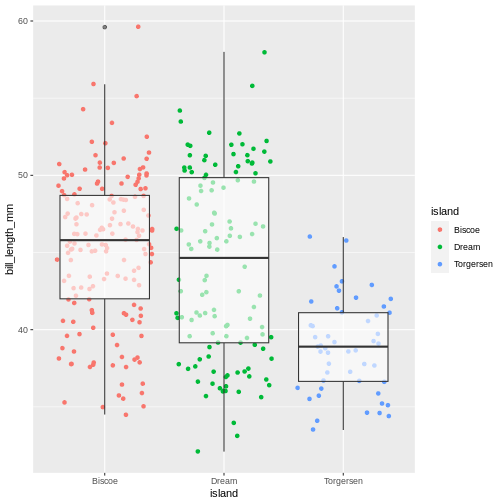 60
50
40
bill_length_mm
Biscoe
Dream
Torgersen
island
island
Biscoe
Dream
Torgersen